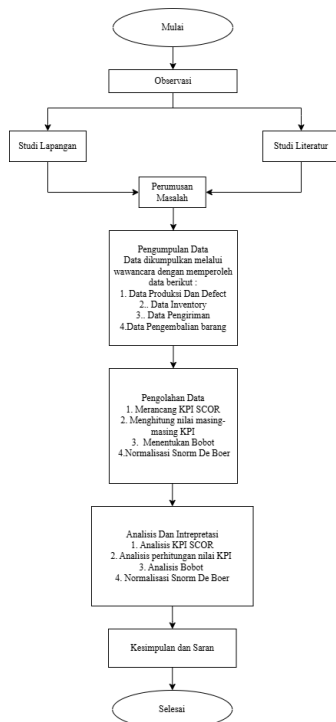 Mulai
Observasi
Studi Lapangan
Studi Literatur
Perumusan
Masalah
Pengumpulan Data
Data dikumpulkan melalui
wawancara dengan memperoleh
data berikut :
1. Data Produksi Dan Defect
2.. Data Inventory
3.. Data Pengiriman
4.Data Pengembalian barang
Pengolahan Data
1. Merancang KPI SCOR
2. Menghitung nilai masing-
masing KPI
3. Menentukan Bobot
4.Normalisasi Snorm De Boer
Analisis Dan Intrepretasi
1. Analisis KPI SCOR
2. Analisis perhitungan nilai KPI
3. Analisis Bobot
4. Normalisasi Snorm De Boer
Kesimpulan dan Saran
Selesai